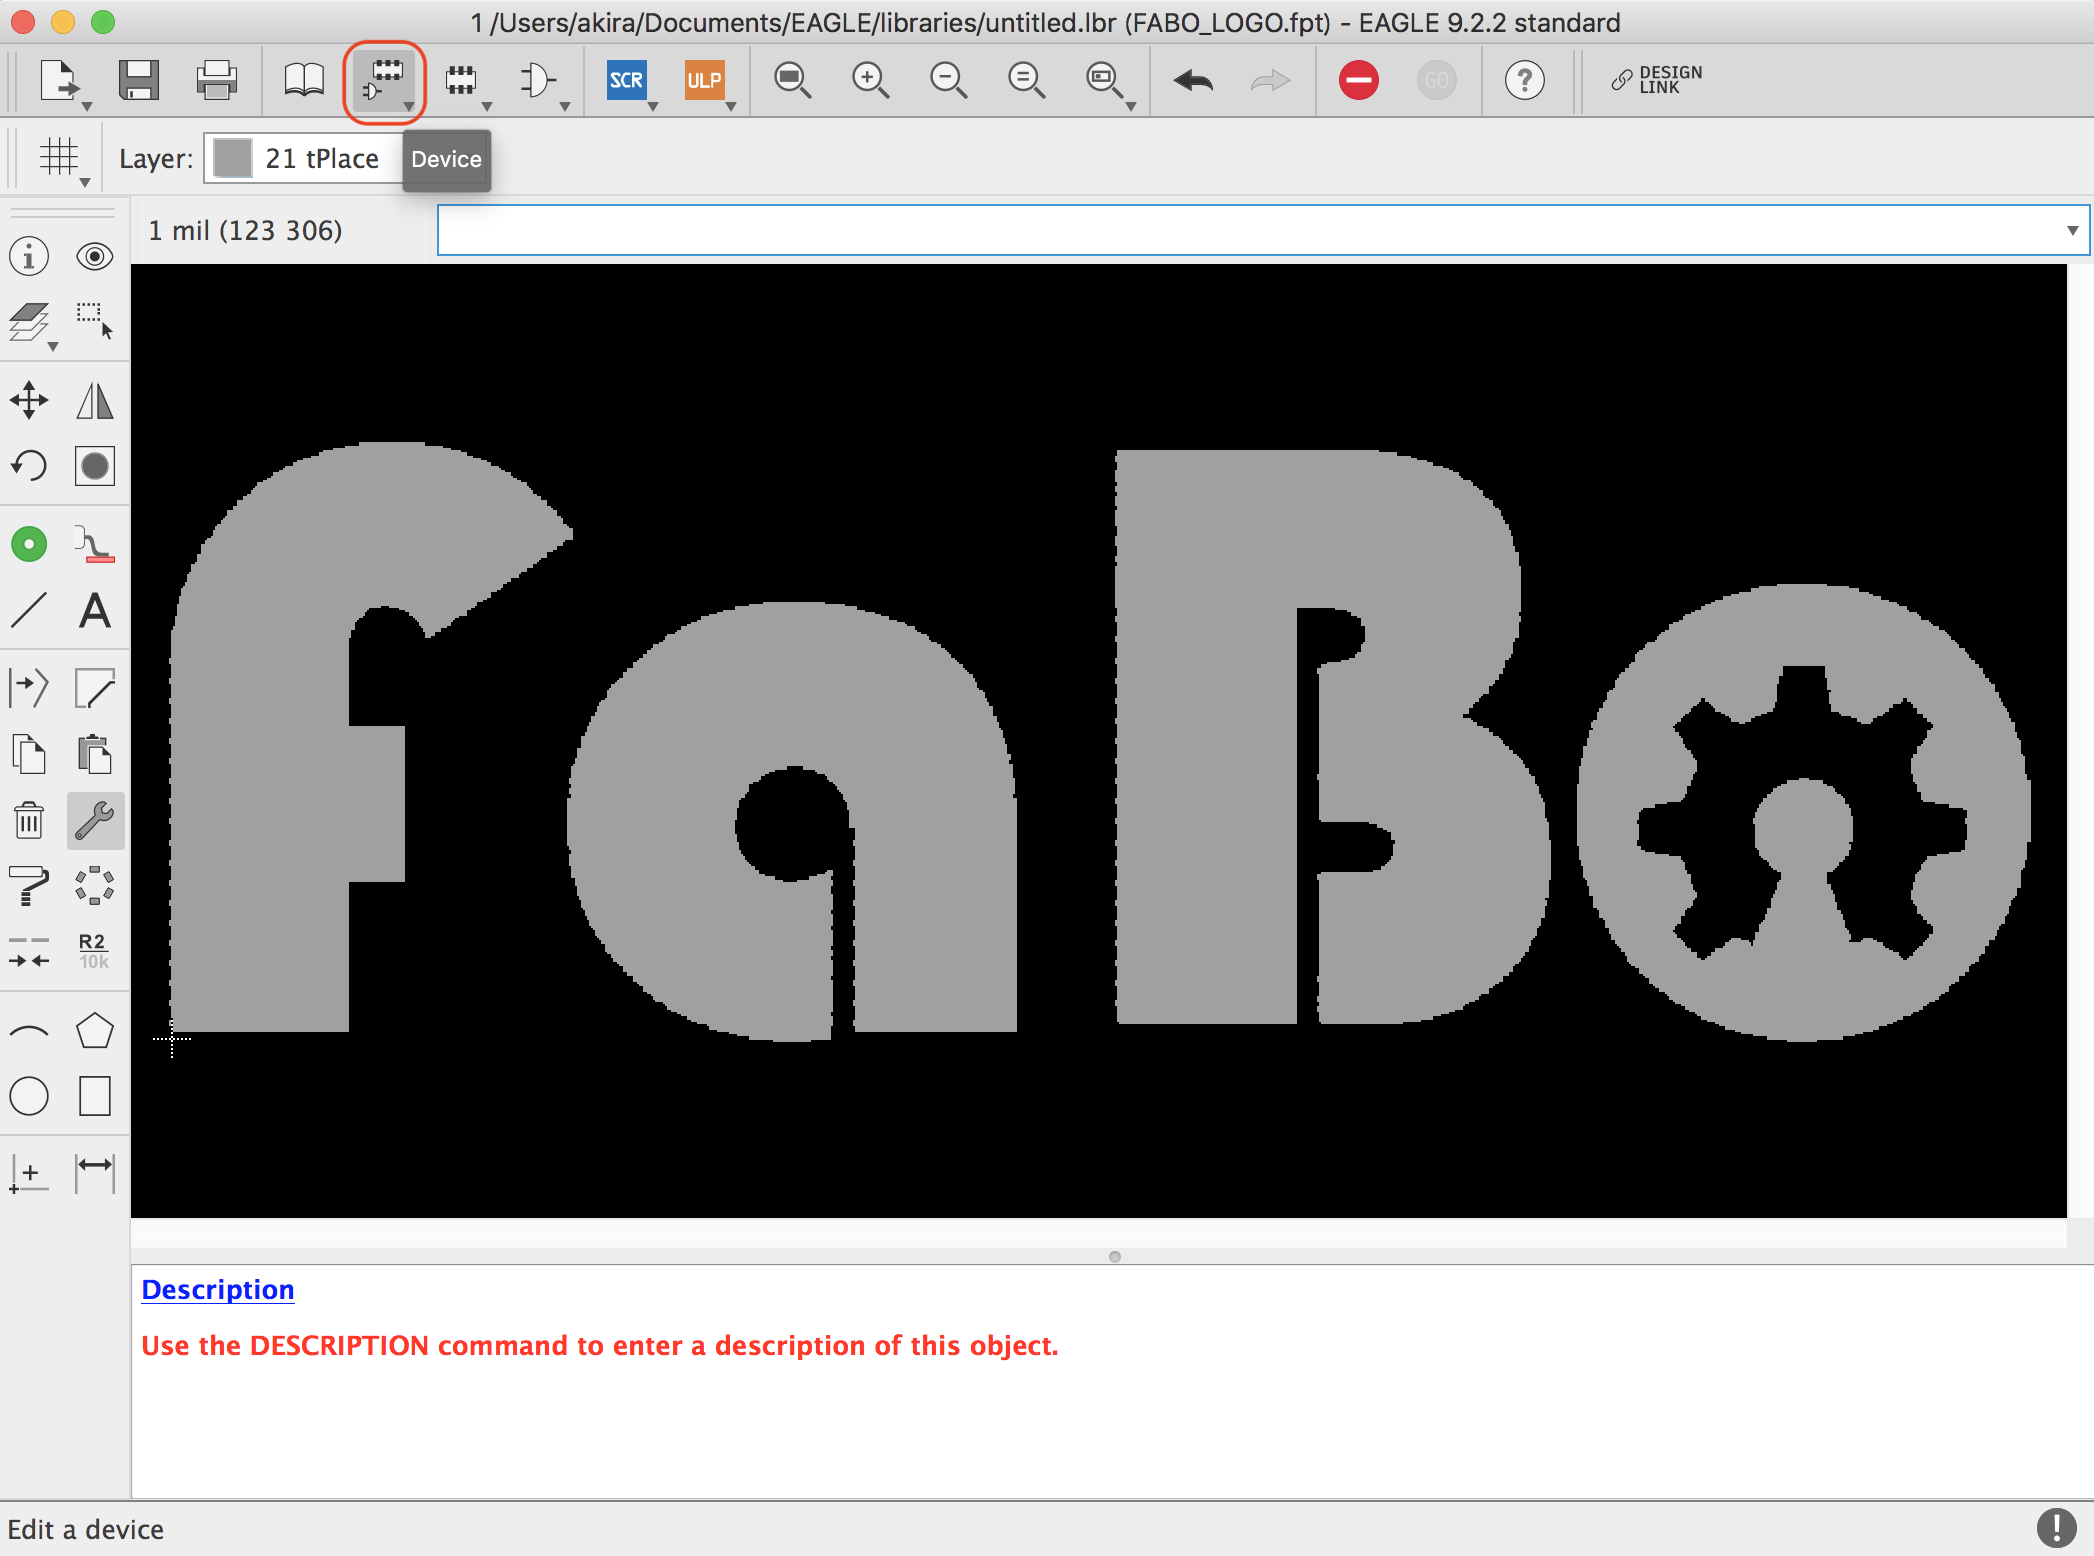 1 /Users/akira/Documents/EAGLE/libraries/untitled.lbr (FABO_LOGO.fpt) - EAGLE 9.2.2 standard
SCR
ULP
GO
?
DESIGN
LINK
Layer: 21 tPlace
Device
1 mil (123 306)
i
A
R2
10k
FaBo
Description
Use the DESCRIPTION command to enter a description of this object.
Edit a device
!